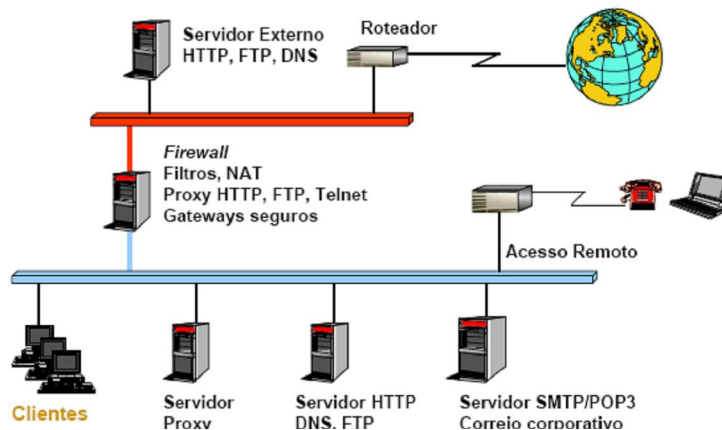 Servidor Externo
HTTP, FTP, DNS
Roteador
Firewall
Filtros, NAT
Proxy HTTP, FTP, Telnet
Gateways seguros
Acesso Remoto
Clientes
Servidor
Proxy
Servidor HTTP
DNS, FTP
Servidor SMTP/POP3
Correio corporativo